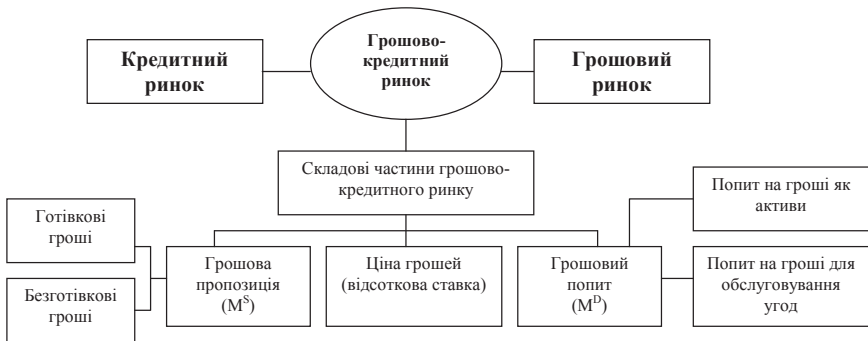 Кредитний
ринок
Грошово-
кредитний
ринок
Грошовий
ринок
Складові частини грошово-
кредитного ринку
Готівкові
гроші
Безготівкові
гроші
Грошова
пропозиція
(M^S)
Ціна грошей
(відсоткова ставка)
Грошовий
попит
(M^D)
Попит на гроші як
активи
Попит на гроші для
обслуговування
угод